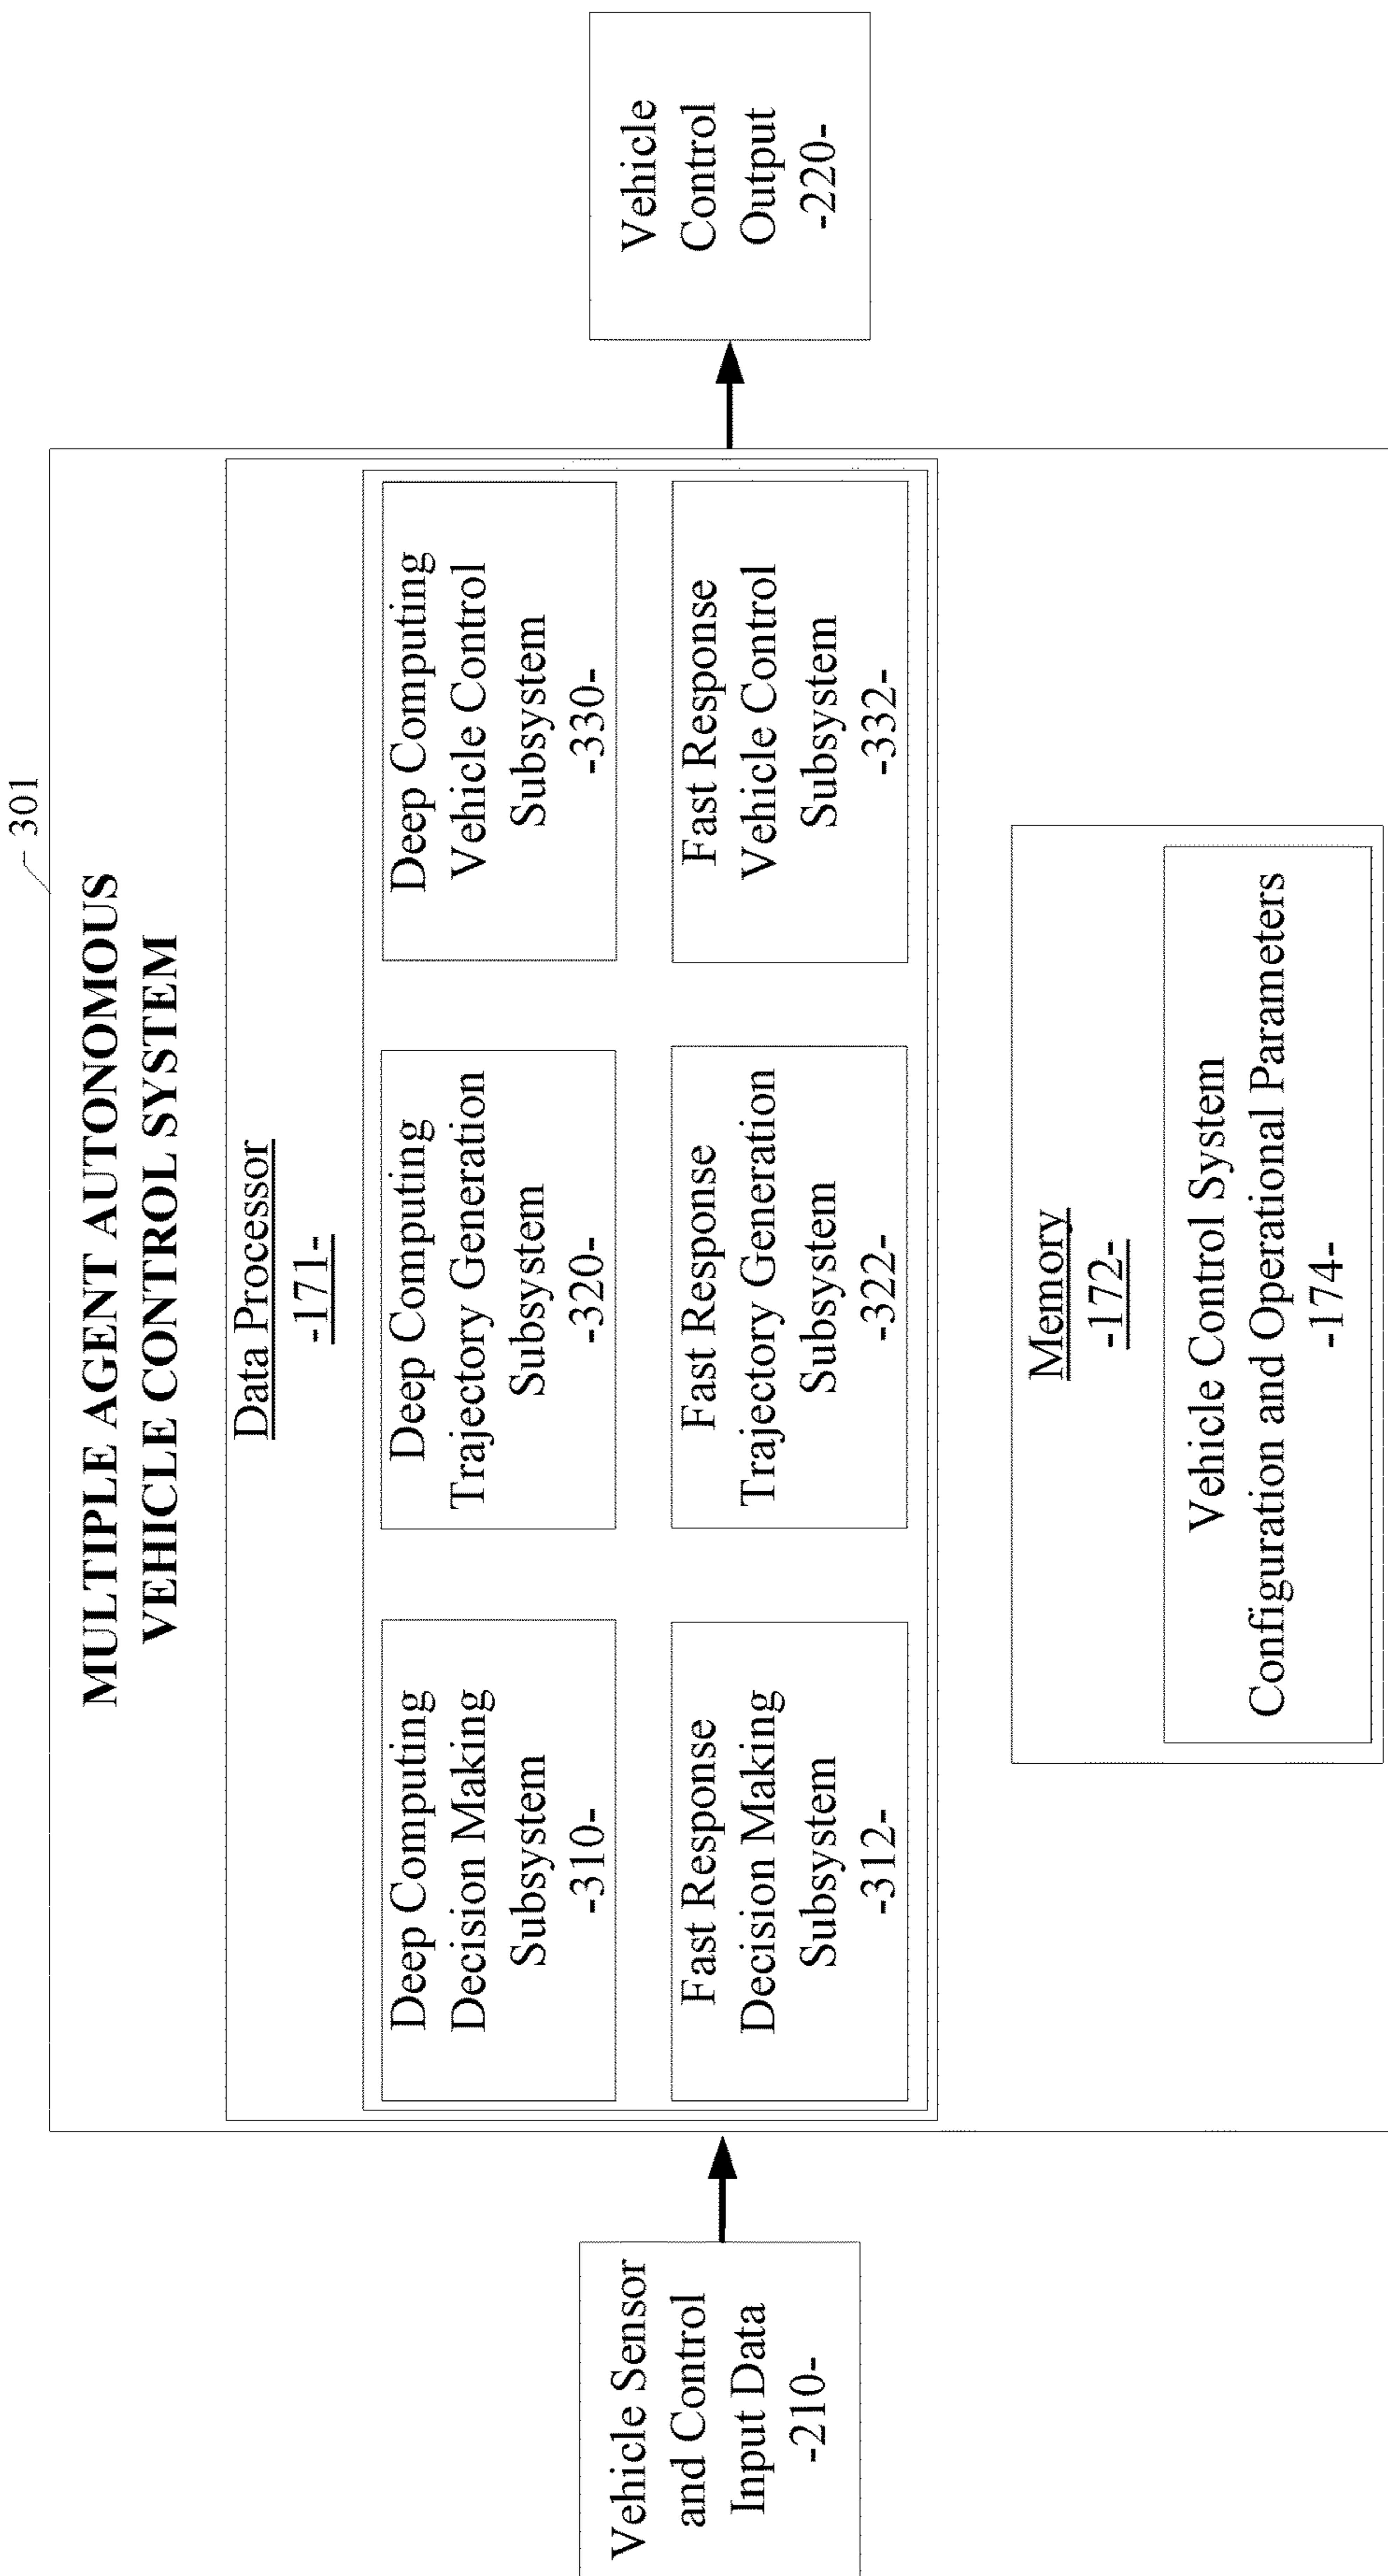 301
MULTIPLE AGENT AUTONOMOUS
VEHICLE CONTROL SYSTEM
Vehicle Sensor
and Control
Input Data
-210-
Data Processor
-171-
Deep Computing
Decision Making
Subsystem
-310-
Deep Computing
Trajectory Generation
Subsystem
-320-
Deep Computing
Vehicle Control
Subsystem
-330-
Fast Response
Decision Making
Subsystem
-312-
Fast Response
Trajectory Generation
Subsystem
-322-
Fast Response
Vehicle Control
Subsystem
-332-
Memory
-172-
Vehicle Control System
Configuration and Operational Parameters
-174-
Vehicle
Control
Output
-220-